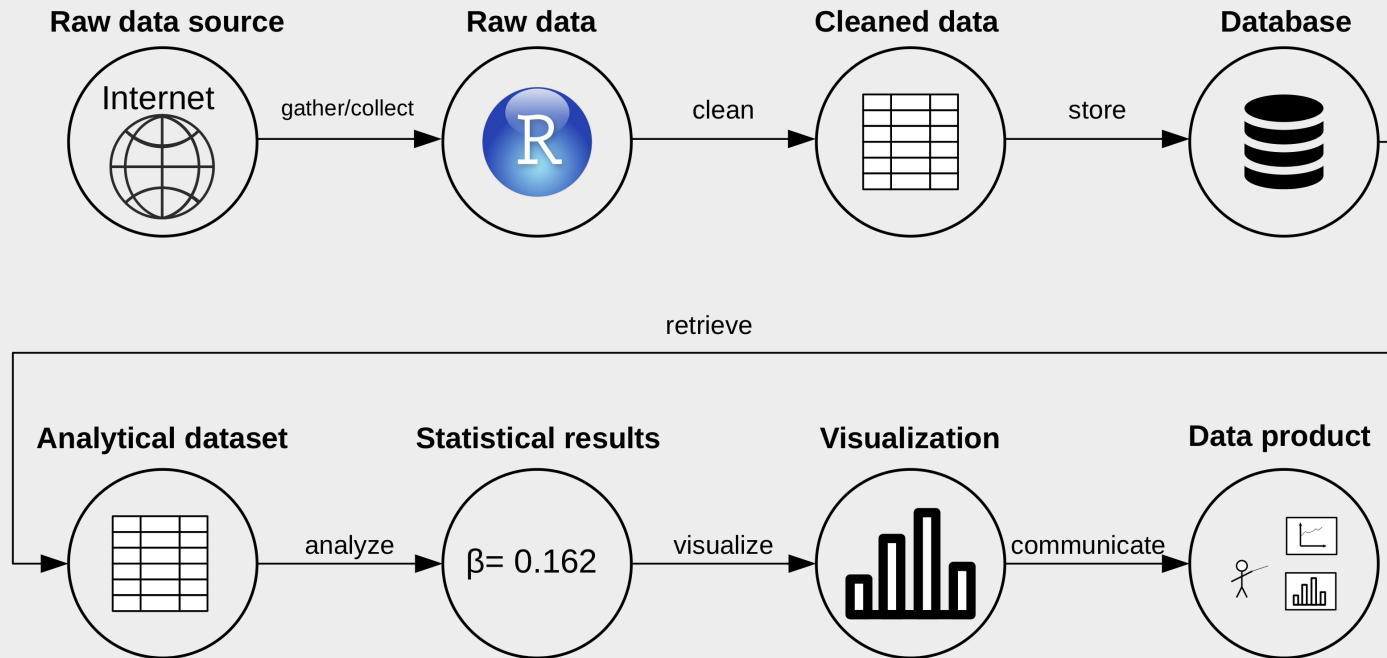 Raw data source
Raw data
Cleaned data
Database
Internet
gather/collect
R
clean
store
retrieve
Analytical dataset
Statistical results
Visualization
Data product
analyze
β= 0.162
visualize
communicate